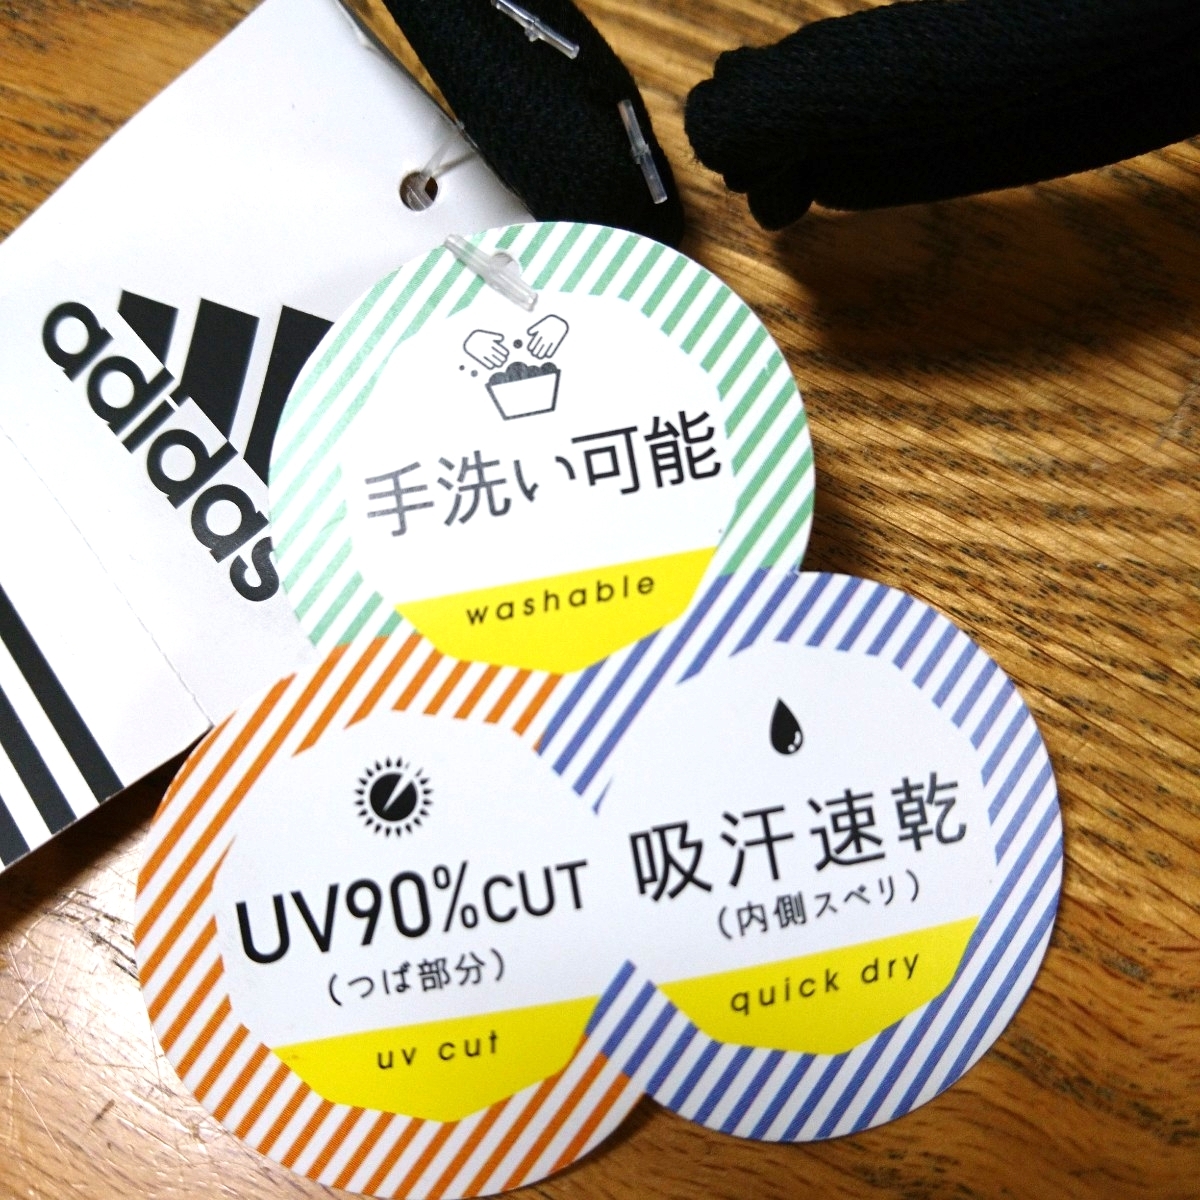 adidas
手洗い可能
washable
UV90%CUT
(つば部分)
uv cut
吸汗速乾
(内側スベリ)
quick dry